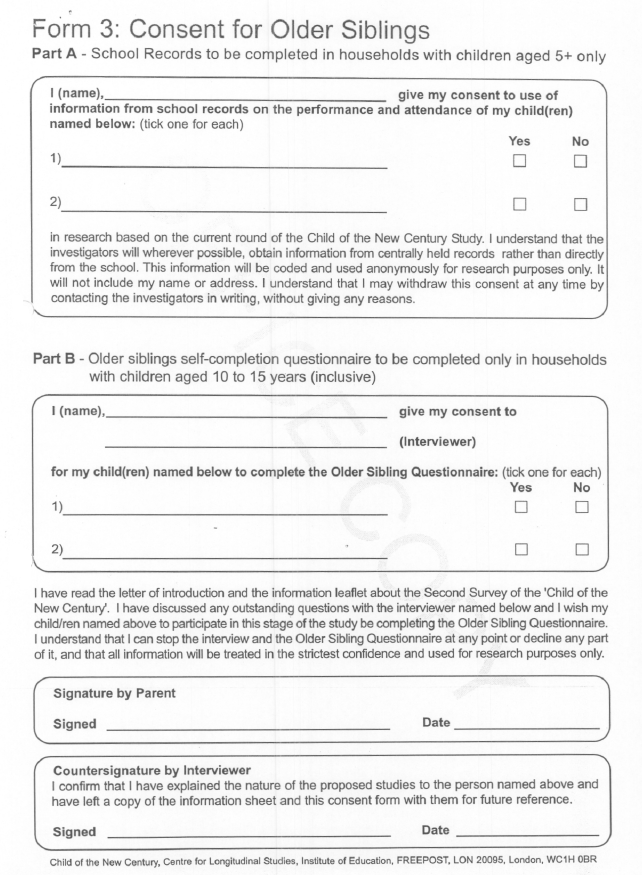 Form 3: Consent for Older Siblings
Part A - School Records to be completed in households with children aged 5+ only
I (name),____________ give my consent to use of
information from school records on the performance and attendance of my child(ren)
named below: (tick one for each)
Yes No
1)____________ ☐ ☐
2)____________ ☐ ☐
in research based on the current round of the Child of the New Century Study. I understand that the
investigators will wherever possible, obtain information from centrally held records rather than directly
from the school. This information will be coded and used anonymously for research purposes only. It
will not include my name or address. I understand that I may withdraw this consent at any time by
contacting the investigators in writing, without giving any reasons.
Part B - Older siblings self-completion questionnaire to be completed only in households
with children aged 10 to 15 years (inclusive)
I (name),____________ give my consent to
____________ (Interviewer)
for my child(ren) named below to complete the Older Sibling Questionnaire: (tick one for each)
Yes No
1)____________ ☐ ☐
2)____________ ☐ ☐
I have read the letter of introduction and the information leaflet about the Second Survey of the 'Child of the
New Century'. I have discussed any outstanding questions with the interviewer named below and I wish my
child/ren named above to participate in this stage of the study be completing the Older Sibling Questionnaire.
I understand that I can stop the interview and the Older Sibling Questionnaire at any point or decline any part
of it, and that all information will be treated in the strictest confidence and used for research purposes only.
Signature by Parent
Signed ____________ Date ____________
Countersignature by Interviewer
I confirm that I have explained the nature of the proposed studies to the person named above and
have left a copy of the information sheet and this consent form with them for future reference.
Signed ____________ Date ____________
Child of the New Century, Centre for Longitudinal Studies, Institute of Education, FREEPOST, LON 20095, London, WC1H 0BR